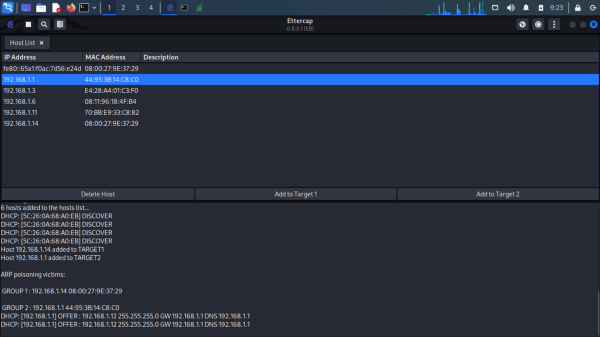 1 2 3 4
9:23
Ettercap
0.8.3.1 (EB)
Host List ×
IP Address MAC Address Description
fe80::65a1:f0ac:7d56:e24d 08:00:27:9E:37:29
192.168.1.1 44:95:3B:14:C8:C0
192.168.1.3 E4:28:A4:01:C3:F0
192.168.1.6 08:11:96:18:4F:B4
192.168.1.11 70:BB:E9:33:C8:82
192.168.1.14 08:00:27:9E:37:29
Delete Host Add to Target 1 Add to Target 2
6 hosts added to the hosts list...
DHCP: [5C:26:0A:68:A0:EB] DISCOVER
DHCP: [5C:26:0A:68:A0:EB] DISCOVER
DHCP: [5C:26:0A:68:A0:EB] DISCOVER
DHCP: [5C:26:0A:68:A0:EB] DISCOVER
Host 192.168.1.14 added to TARGET1
Host 192.168.1.1 added to TARGET2
ARP poisoning victims:
GROUP 1 : 192.168.1.14 08:00:27:9E:37:29
GROUP 2 : 192.168.1.1 44:95:3B:14:C8:C0
DHCP: [192.168.1.1] OFFER : 192.168.1.12 255.255.255.0 GW 192.168.1.1 DNS 192.168.1.1
DHCP: [192.168.1.1] OFFER : 192.168.1.12 255.255.255.0 GW 192.168.1.1 DNS 192.168.1.1